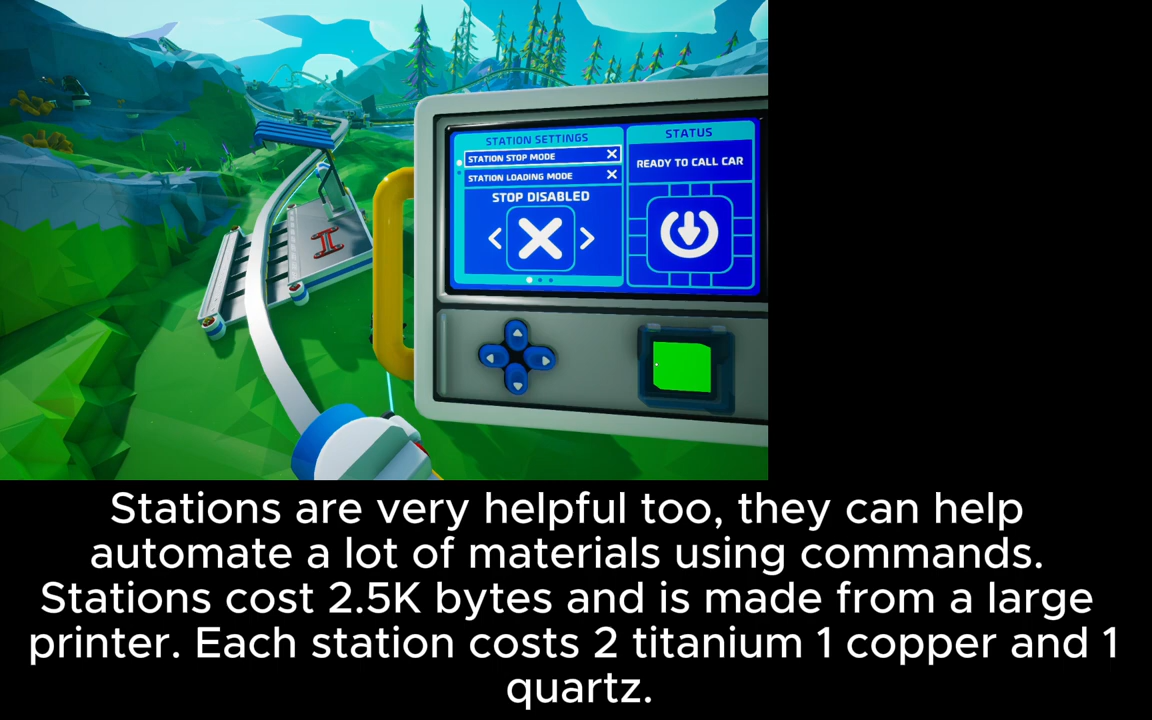 STATION SETTINGS
STATION STOP MODE
STATION LOADING MODE
STOP DISABLED
STATUS
READY TO CALL CAR
Stations are very helpful too, they can help
automate a lot of materials using commands.
Stations cost 2.5K bytes and is made from a large
printer. Each station costs 2 titanium 1 copper and 1
quartz.